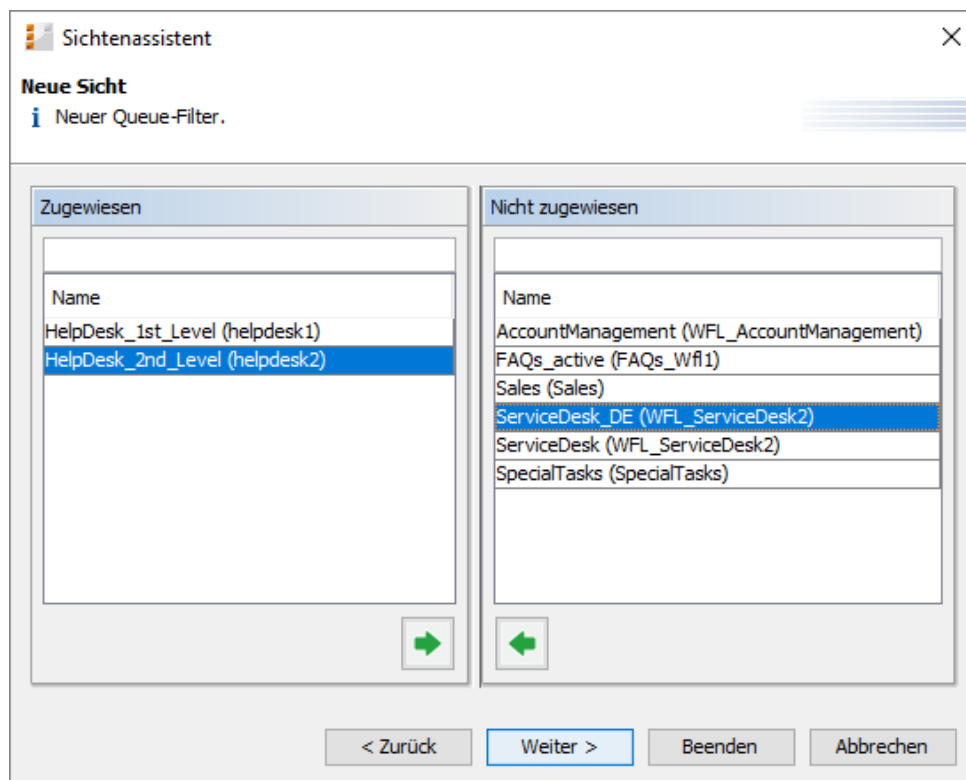 Sichtenassistent
Neue Sicht
Neuer Queue-Filter.
Zugewiesen
Name
HelpDesk_1st_Level (helpdesk1)
HelpDesk_2nd_Level (helpdesk2)
Nicht zugewiesen
Name
AccountManagement (WFL_AccountManagement)
FAQs_active (FAQs_Wfl1)
Sales (Sales)
ServiceDesk_DE (WFL_ServiceDesk2)
ServiceDesk (WFL_ServiceDesk2)
SpecialTasks (SpecialTasks)
< Zurück
Weiter >
Beenden
Abbrechen